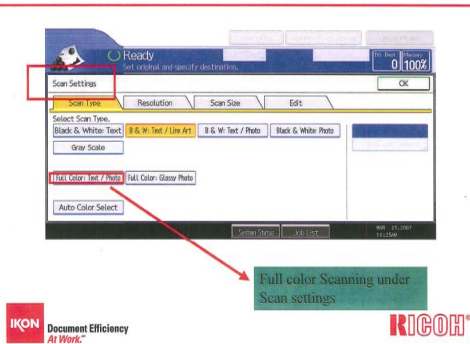 Ready
Set original and specify destination.
0 100%
Memory
Scan Settings
OK
Scan Type Resolution Scan Size Edit
Select Scan Type.
Black & White: Text B & W: Text / Line Art B & W: Text / Photo Black & White: Photo
Gray Scale
Full Color: Text / Photo Full Color: Glossy Photo
Auto Color Select
System Status Job List
Full color Scanning under
Scan settings
IKON Document Efficiency
At Work.
RICOH®